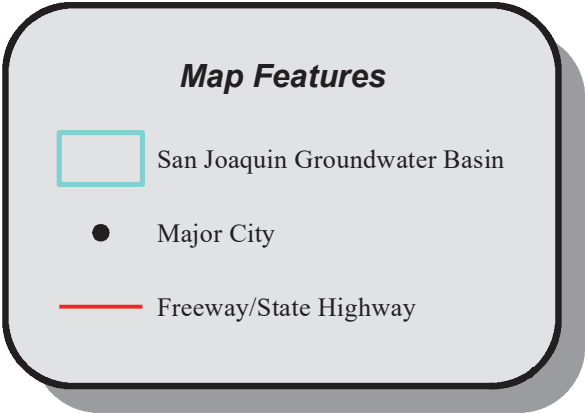 Map Features
San Joaquin Groundwater Basin
Major City
Freeway/State Highway